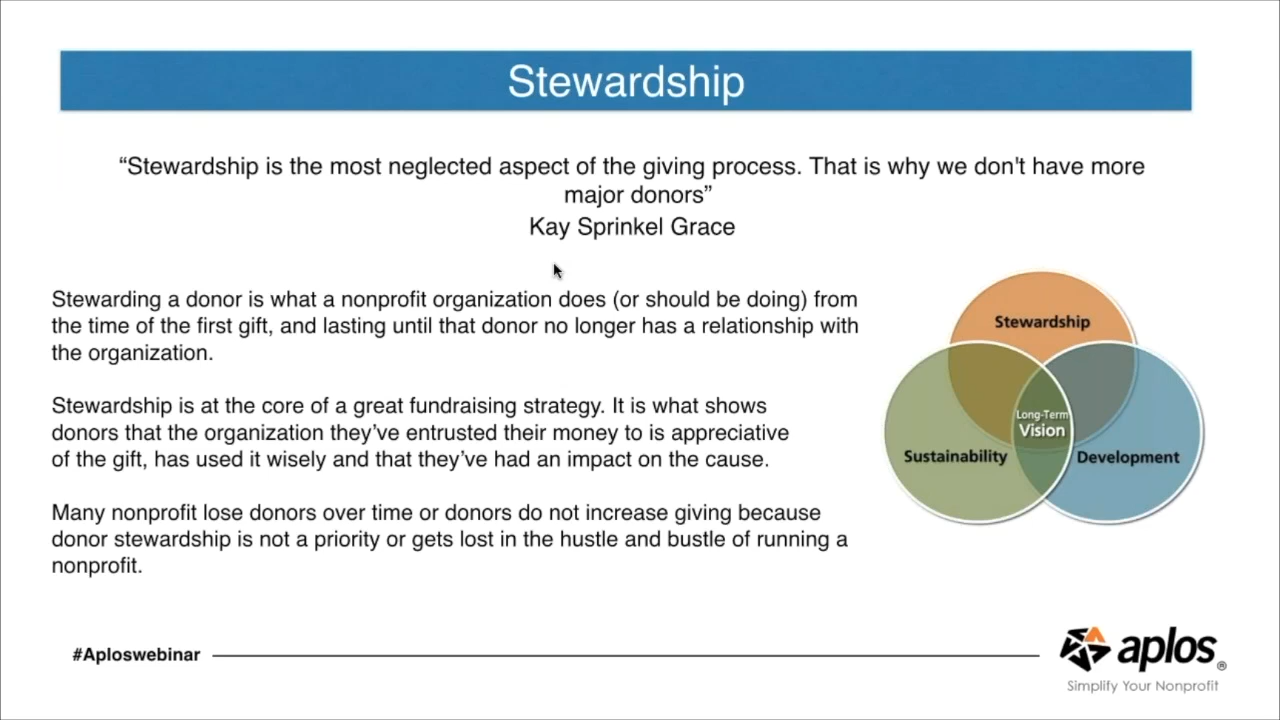 Stewardship
“Stewardship is the most neglected aspect of the giving process. That is why we don't have more
major donors”
Kay Sprinkel Grace
Stewarding a donor is what a nonprofit organization does (or should be doing) from
the time of the first gift, and lasting until that donor no longer has a relationship with
the organization.
Stewardship is at the core of a great fundraising strategy. It is what shows
donors that the organization they’ve entrusted their money to is appreciative
of the gift, has used it wisely and that they’ve had an impact on the cause.
Many nonprofit lose donors over time or donors do not increase giving because
donor stewardship is not a priority or gets lost in the hustle and bustle of running a
nonprofit.
Stewardship
Long-Term
Vision
Sustainability
Development
#Aploswebinar
aplos®
Simplify Your Nonprofit